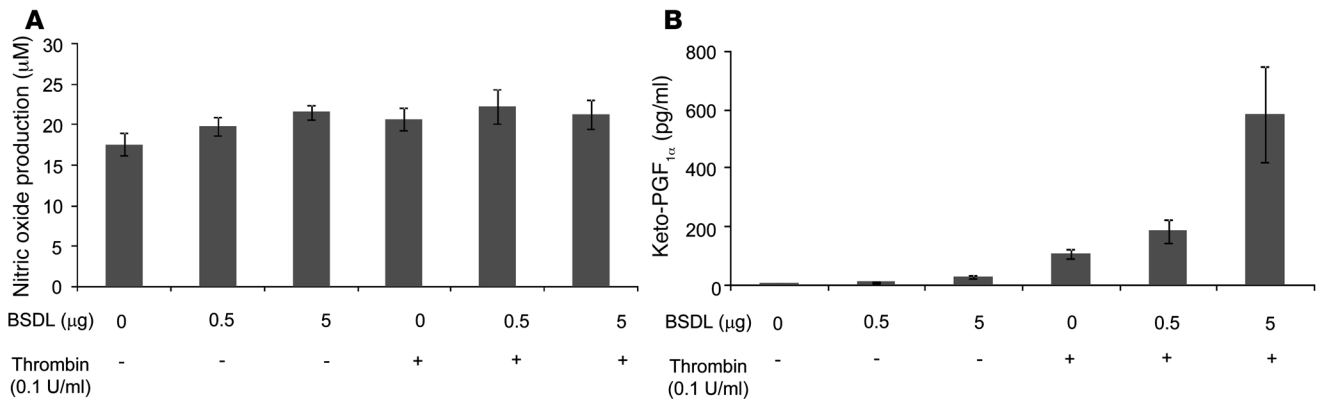 A
Nitric oxide production (μM)
30
25
20
15
10
5
0
BSDL (μg) 0 0.5 5 0 0.5 5
Thrombin - - - + + +
(0.1 U/ml)
B
Keto-PGF1α (pg/ml)
800
600
400
200
0
BSDL (μg) 0 0.5 5 0 0.5 5
Thrombin - - - + + +
(0.1 U/ml)